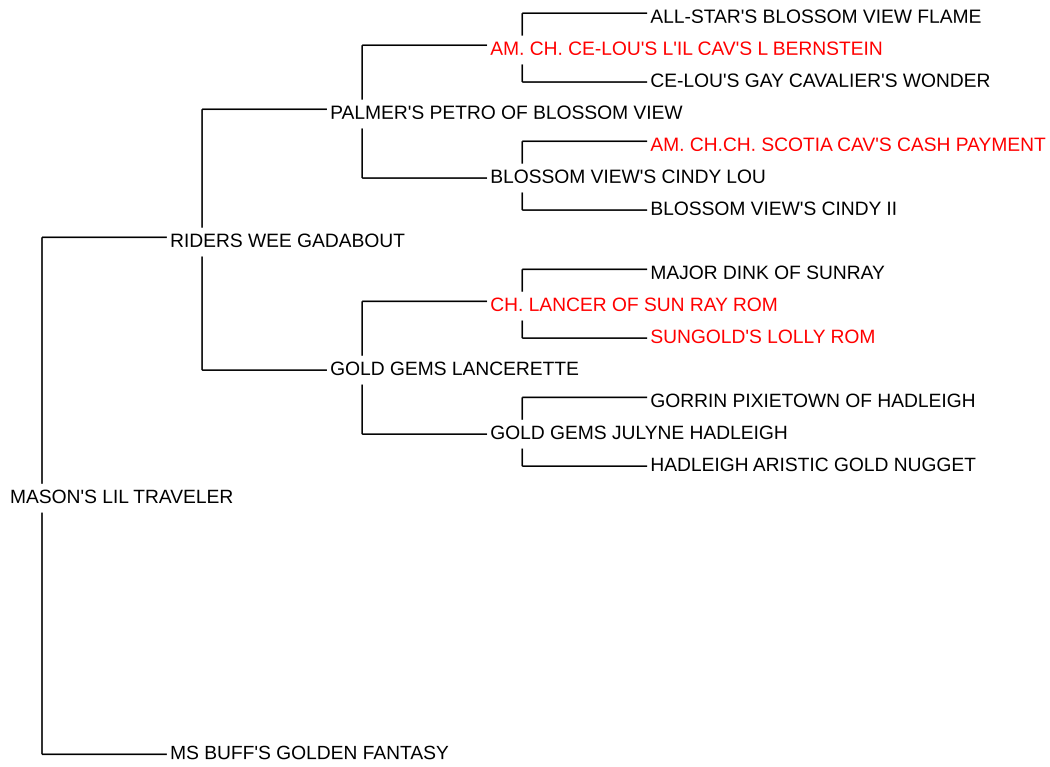 ALL-STAR'S BLOSSOM VIEW FLAME
AM. CH. CE-LOU'S L'IL CAV'S L BERNSTEIN
CE-LOU'S GAY CAVALIER'S WONDER
PALMER'S PETRO OF BLOSSOM VIEW
AM. CH.CH. SCOTIA CAV'S CASH PAYMENT
BLOSSOM VIEW'S CINDY LOU
BLOSSOM VIEW'S CINDY II
RIDERS WEE GADABOUT
MAJOR DINK OF SUNRAY
CH. LANCER OF SUN RAY ROM
SUNGOLD'S LOLLY ROM
GOLD GEMS LANCERETTE
GORRIN PIXIETOWN OF HADLEIGH
GOLD GEMS JULYNE HADLEIGH
HADLEIGH ARISTIC GOLD NUGGET
MASON'S LIL TRAVELER
MS BUFF'S GOLDEN FANTASY